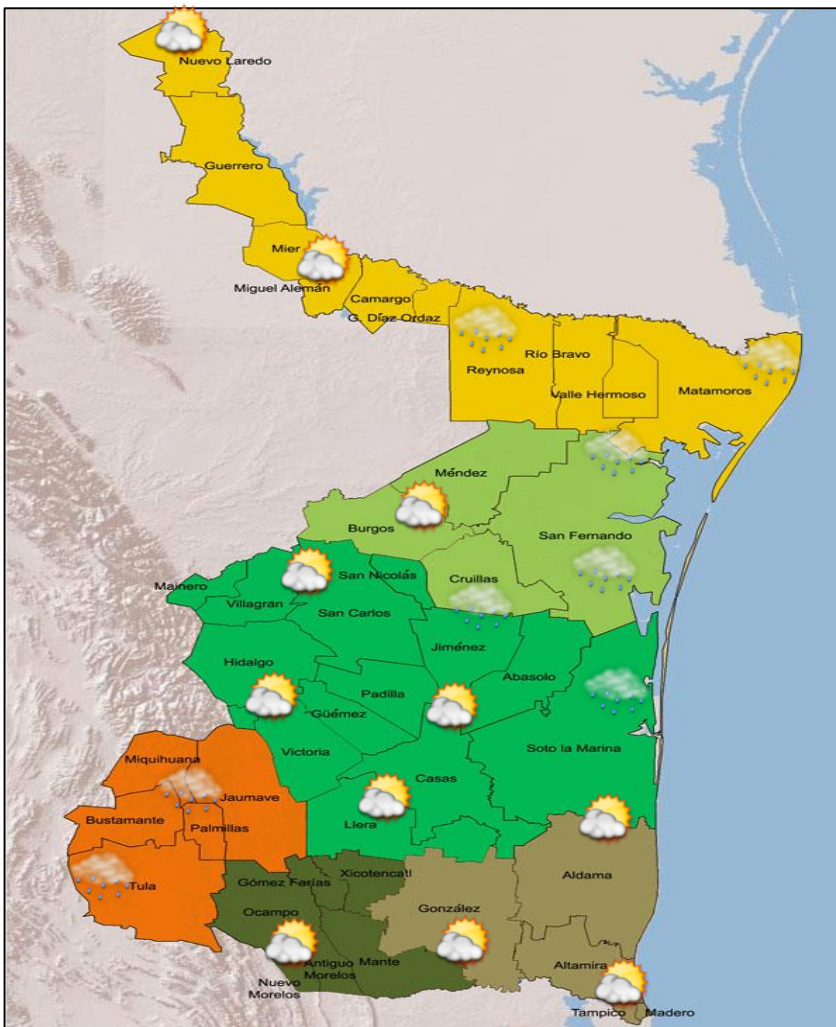 Nuevo Laredo
Guerrero
Mier
Miguel Alemán
Camargo
G. Díaz Ordaz
Reynosa
Río Bravo
Valle Hermoso
Matamoros
Méndez
Burgos
San Fernando
Cruillas
Mainero
Villagrán
San Nicolás
San Carlos
Hidalgo
Jiménez
Abasolo
Padilla
Güémez
Victoria
Soto la Marina
Casas
Llera
Miquihuana
Jaumave
Bustamante
Palmillas
Tula
Gómez Farías
Xicotencatl
Ocampo
González
Aldama
Antiguo
Morelos
Mante
Nuevo
Morelos
Altamira
Tampico
Madero